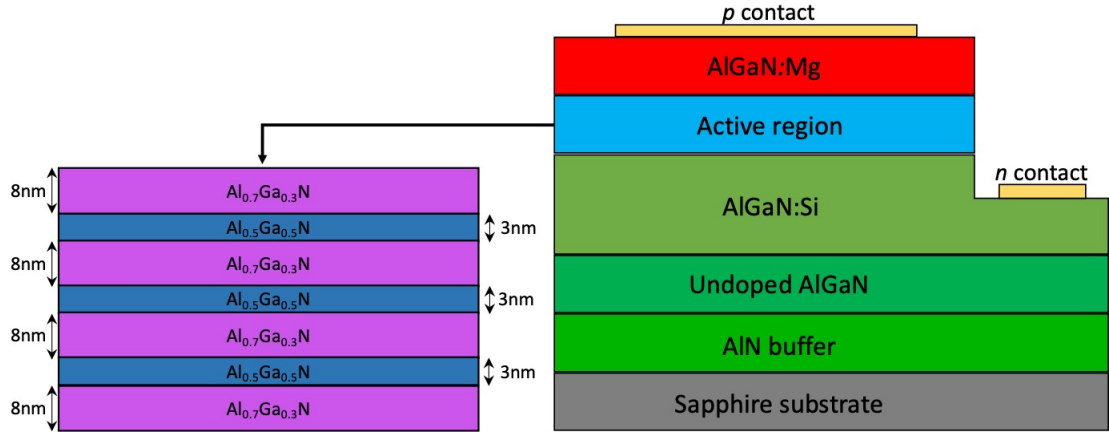 p contact
AlGaN:Mg
Active region
n contact
AlGaN:Si
Undoped AlGaN
AlN buffer
Sapphire substrate
8nm
Al₀.₇Ga₀.₃N
Al₀.₅Ga₀.₅N
3nm
8nm
Al₀.₇Ga₀.₃N
Al₀.₅Ga₀.₅N
3nm
8nm
Al₀.₇Ga₀.₃N
Al₀.₅Ga₀.₅N
3nm
8nm
Al₀.₇Ga₀.₃N